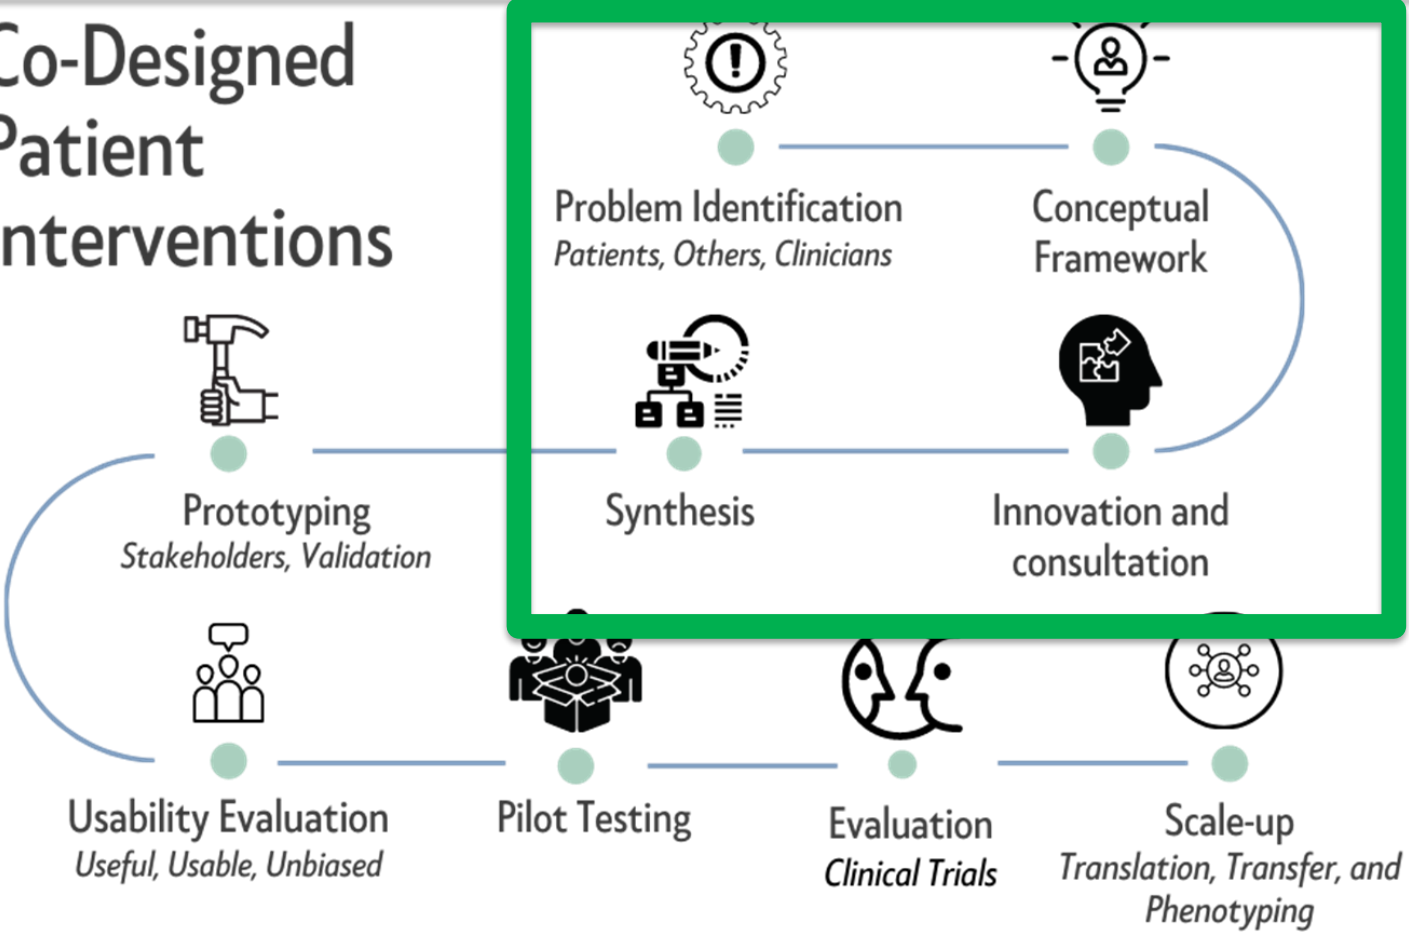 Co-Designed
Patient
Interventions
Problem Identification
Patients, Others, Clinicians
Conceptual
Framework
Innovation and
consultation
Synthesis
Prototyping
Stakeholders, Validation
Usability Evaluation
Useful, Usable, Unbiased
Pilot Testing
Evaluation
Clinical Trials
Scale-up
Translation, Transfer, and
Phenotyping